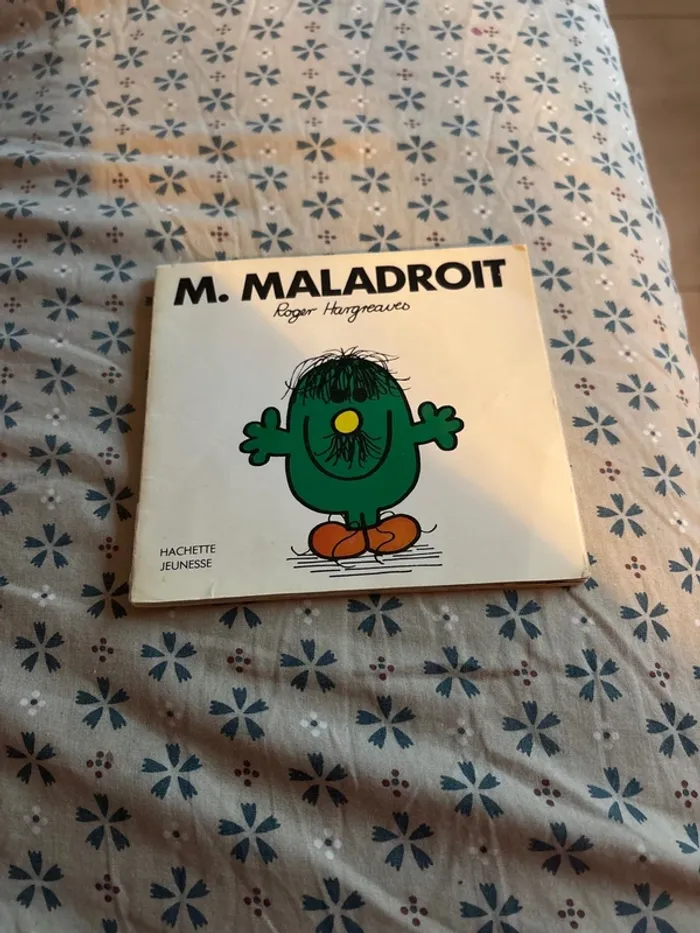 M. MALADROIT
Roger Hargreaves
HACHETTE
JEUNESSE